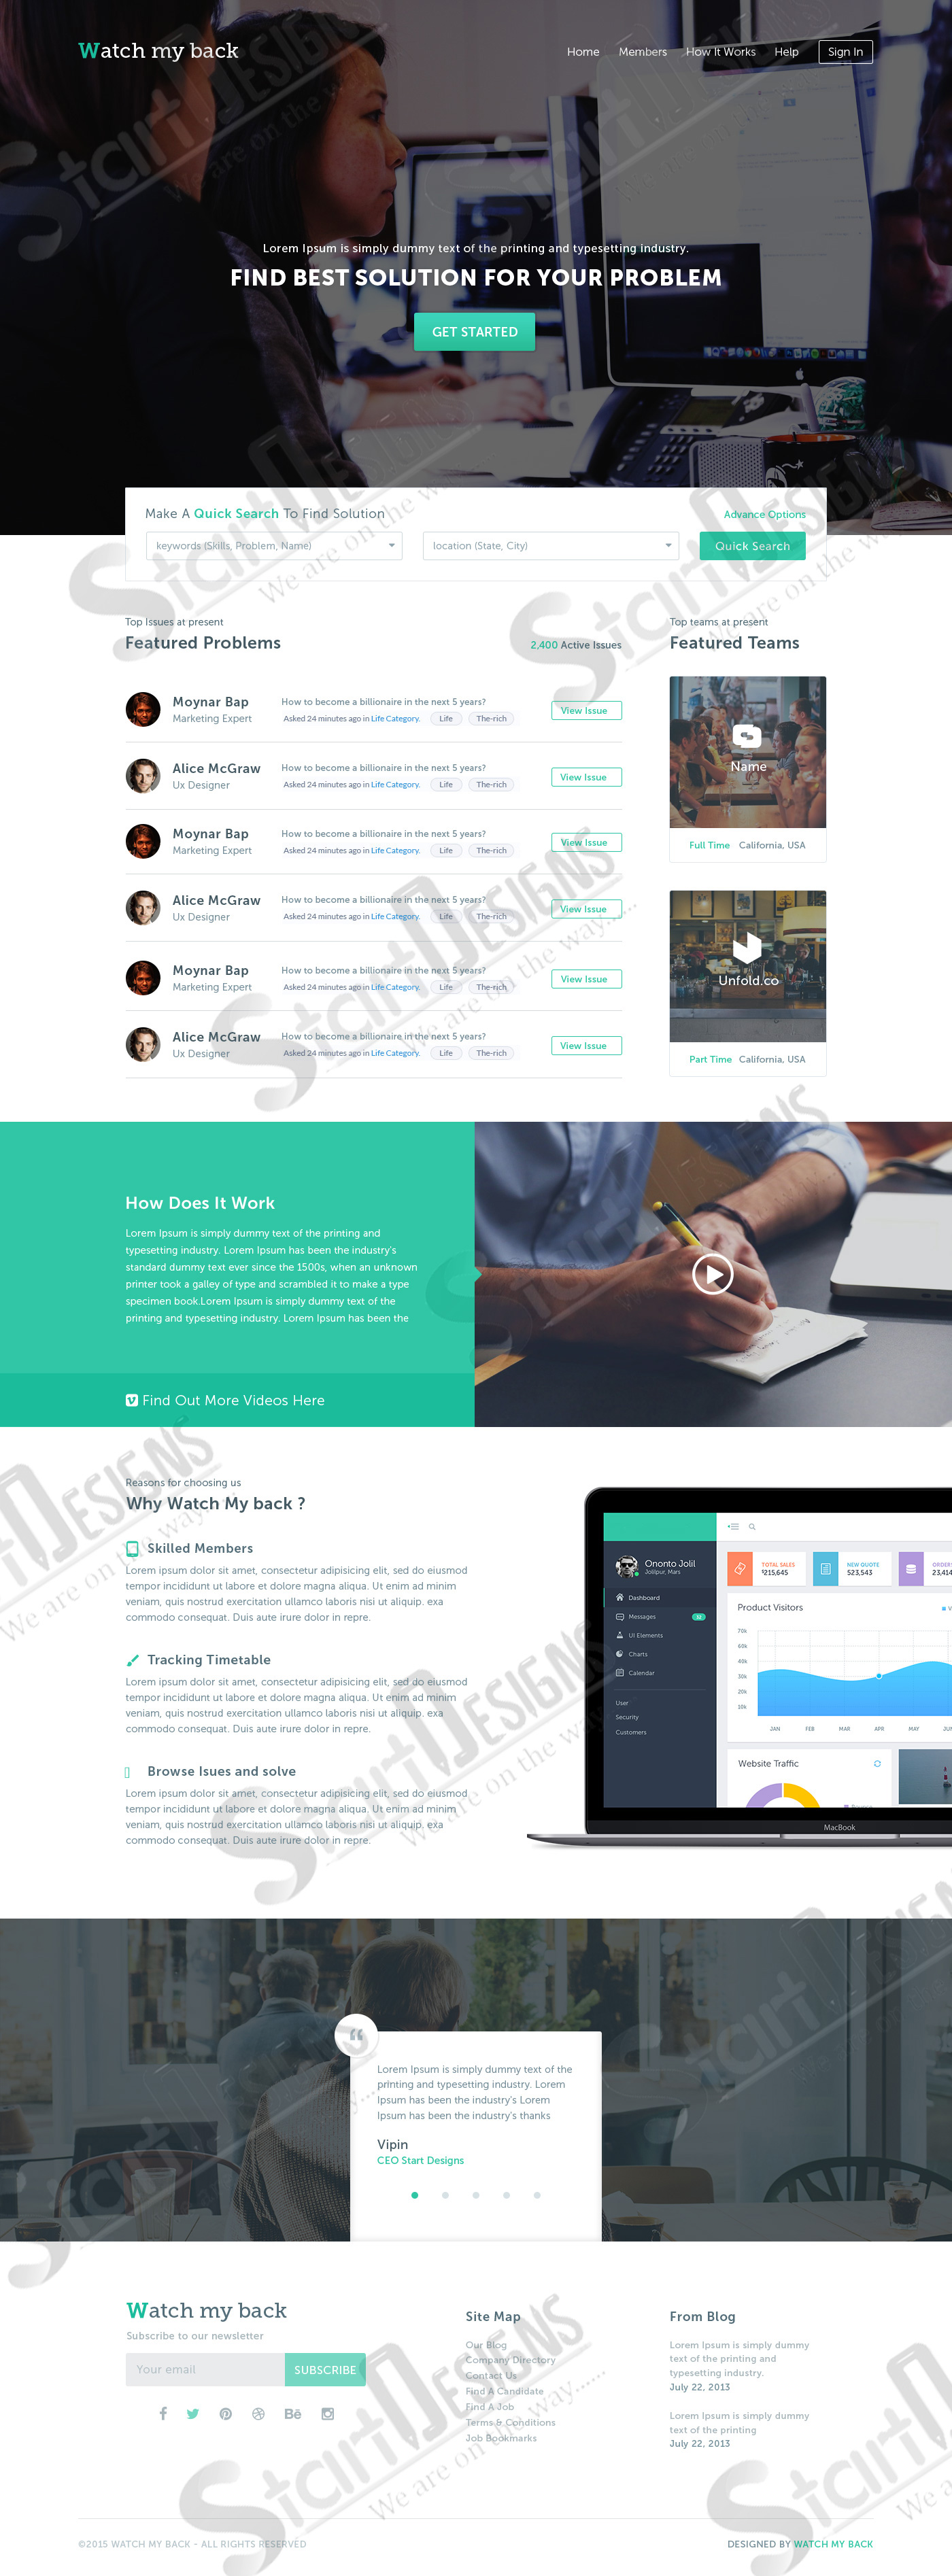 Watch my back
Home Members How It Works Help Sign In
Lorem Ipsum is simply dummy text of the printing and typesetting industry.
FIND BEST SOLUTION FOR YOUR PROBLEM
GET STARTED
Make A Quick Search To Find Solution
Advance Options
keywords (Skills, Problem, Name)
location (State, City)
Quick Search
Top Issues at present
Featured Problems
2,400 Active Issues
Moynar Bap
Marketing Expert
How to become a billionaire in the next 5 years?
Asked 24 minutes ago in Life Category. Life The-rich
View Issue
Alice McGraw
Ux Designer
How to become a billionaire in the next 5 years?
Asked 24 minutes ago in Life Category. Life The-rich
View Issue
Moynar Bap
Marketing Expert
How to become a billionaire in the next 5 years?
Asked 24 minutes ago in Life Category. Life The-rich
View Issue
Alice McGraw
Ux Designer
How to become a billionaire in the next 5 years?
Asked 24 minutes ago in Life Category. Life The-rich
View Issue
Moynar Bap
Marketing Expert
How to become a billionaire in the next 5 years?
Asked 24 minutes ago in Life Category. Life The-rich
View Issue
Alice McGraw
Ux Designer
How to become a billionaire in the next 5 years?
Asked 24 minutes ago in Life Category. Life The-rich
View Issue
Top teams at present
Featured Teams
Name
Full Time California, USA
Unfold.co
Part Time California, USA
How Does It Work
Lorem Ipsum is simply dummy text of the printing and
typesetting industry. Lorem Ipsum has been the industry's
standard dummy text ever since the 1500s, when an unknown
printer took a galley of type and scrambled it to make a type
specimen book.Lorem Ipsum is simply dummy text of the
printing and typesetting industry. Lorem Ipsum has been the
Find Out More Videos Here
Reasons for choosing us
Why Watch My back ?
Skilled Members
Lorem ipsum dolor sit amet, consectetur adipisicing elit, sed do eiusmod
tempor incididunt ut labore et dolore magna aliqua. Ut enim ad minim
veniam, quis nostrud exercitation ullamco laboris nisi ut aliquip. exa
commodo consequat. Duis aute irure dolor in repre.
Tracking Timetable
Lorem ipsum dolor sit amet, consectetur adipisicing elit, sed do eiusmod
tempor incididunt ut labore et dolore magna aliqua. Ut enim ad minim
veniam, quis nostrud exercitation ullamco laboris nisi ut aliquip. exa
commodo consequat. Duis aute irure dolor in repre.
Browse Isues and solve
Lorem ipsum dolor sit amet, consectetur adipisicing elit, sed do eiusmod
tempor incididunt ut labore et dolore magna aliqua. Ut enim ad minim
veniam, quis nostrud exercitation ullamco laboris nisi ut aliquip. exa
commodo consequat. Duis aute irure dolor in repre.
Ononto Jolil
Joilipur, Mars
Dashboard
Messages
UI Elements
Charts
Calendar
User
Security
Customers
TOTAL SALES
$215,645
NEW QUOTE
523,543
ORDER
23,414
Product Visitors
70k
60k
40k
30k
20k
10k
JAN FEB MAR APR MAY JUN
Website Traffic
MacBook
“
Lorem Ipsum is simply dummy text of the
printing and typesetting industry. Lorem
Ipsum has been the industry's Lorem
Ipsum has been the industry's thanks
Vipin
CEO Start Designs
Watch my back
Subscribe to our newsletter
Your email
SUBSCRIBE
Site Map
Our Blog
Company Directory
Contact Us
Find A Candidate
Find A Job
Terms & Conditions
Job Bookmarks
From Blog
Lorem Ipsum is simply dummy
text of the printing and
typesetting industry.
July 22, 2013
Lorem Ipsum is simply dummy
text of the printing
July 22, 2013
©2015 WATCH MY BACK - ALL RIGHTS RESERVED
DESIGNED BY WATCH MY BACK
Start Designs
We are on the way......